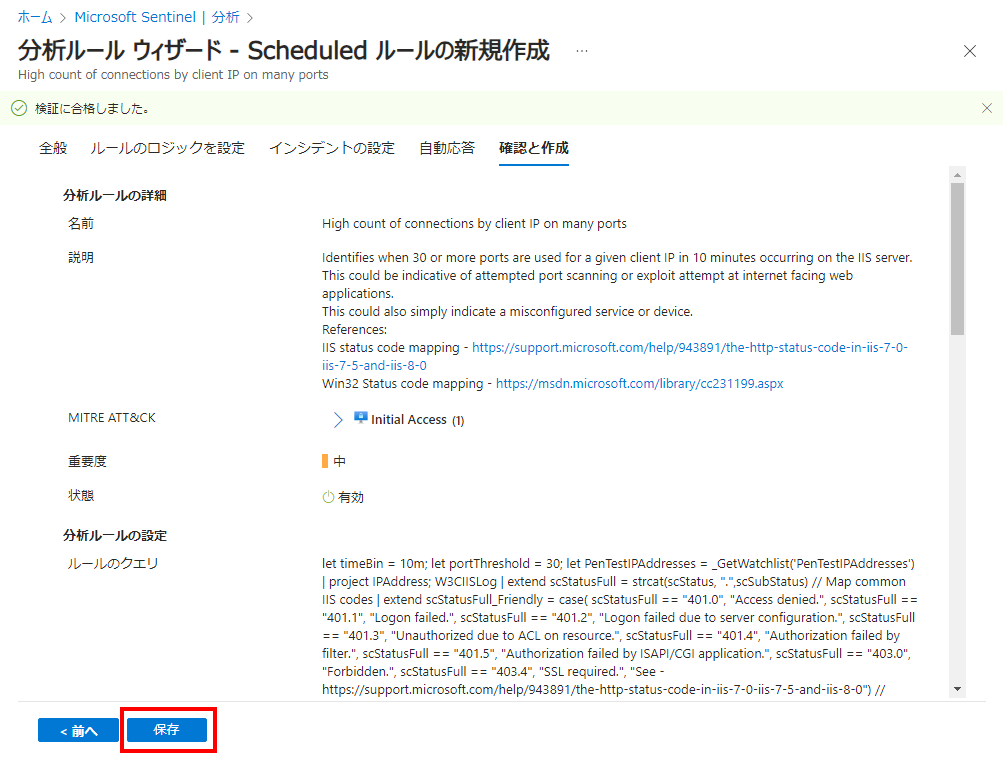 ホーム > Microsoft Sentinel | 分析 >
分析ルール ウィザード - Scheduled ルールの新規作成 ...
High count of connections by client IP on many ports
検証に合格しました。
全般 ルールのロジックを設定 インシデントの設定 自動応答 確認と作成
分析ルールの詳細
名前 High count of connections by client IP on many ports
説明 Identifies when 30 or more ports are used for a given client IP in 10 minutes occurring on the IIS server.
This could be indicative of attempted port scanning or exploit attempt at internet facing web
applications.
This could also simply indicate a misconfigured service or device.
References:
IIS status code mapping - https://support.microsoft.com/help/943891/the-http-status-code-in-iis-7-0-
iis-7-5-and-iis-8-0
Win32 Status code mapping - https://msdn.microsoft.com/library/cc231199.aspx
MITRE ATT&CK Initial Access (1)
重要度 中
状態 有効
分析ルールの設定
ルールのクエリ let timeBin = 10m; let portThreshold = 30; let PenTestIPAddresses = _GetWatchlist('PenTestIPAddresses')
| project IPAddress; W3CIISLog | extend scStatusFull = strcat(scStatus, ".",scSubStatus) // Map common
IIS codes | extend scStatusFull_Friendly = case( scStatusFull == "401.0", "Access denied.", scStatusFull ==
"401.1", "Logon failed.", scStatusFull == "401.2", "Logon failed due to server configuration.", scStatusFull
== "401.3", "Unauthorized due to ACL on resource.", scStatusFull == "401.4", "Authorization failed by
filter.", scStatusFull == "401.5", "Authorization failed by ISAPI/CGI application.", scStatusFull == "403.0",
"Forbidden.", scStatusFull == "403.4", "SSL required.", "See -
https://support.microsoft.com/help/943891/the-http-status-code-in-iis-7-0-iis-7-5-and-iis-8-0") //
< 前へ 保存